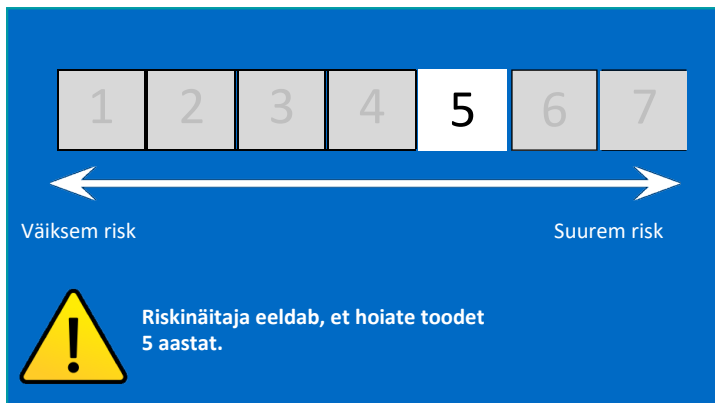 1 2 3 4 5 6 7
Väiksem risk Suurem risk
Riskinäitaja eeldab, et hoiate toodet
5 aastat.